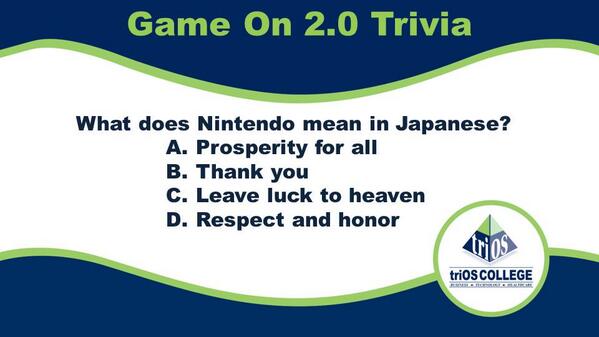 Game On 2.0 Trivia
What does Nintendo mean in Japanese?
A. Prosperity for all
B. Thank you
C. Leave luck to heaven
D. Respect and honor
triOS
triOS COLLEGE
BUSINESS • TECHNOLOGY • HEALTHCARE